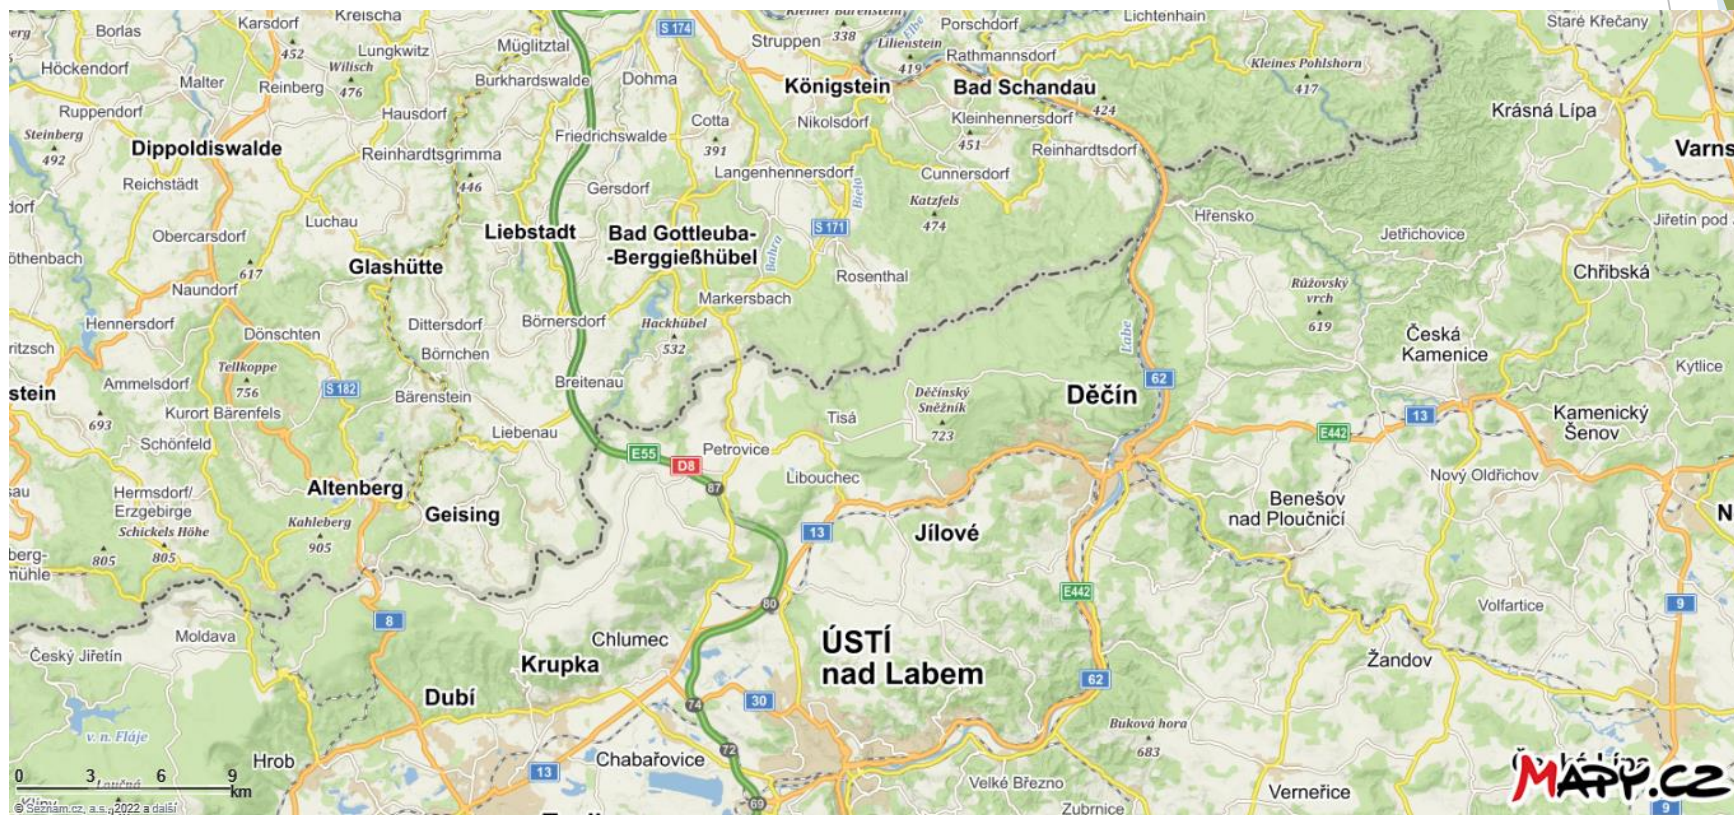 Borlas
Karsdorf
452
Kreischa
Lungkwitz
Wilisch
476
Höckendorf
Malter
Reinberg
Müglitztal
Burkhardswalde
S 174
Dohma
Struppen
338
Elbe
Lilienstein
419
Porschdorf
Rathmannsdorf
Lichtenhain
Kleines Pohlshorn
417
Staré Křečany
Krásná Lípa
Königstein
Bad Schandau
424
Ruppendorf
Steinberg
492
Dippoldiswalde
Hausdorf
Reinhardtsgrimma
446
Friedrichswalde
Cotta
391
Nikolsdorf
Kleinhennersdorf
451
Reinhardtsdorf
Reichstädt
Luchau
Gersdorf
Langenhennersdorf
Biela
Cunnersdorf
Katzfels
474
Hřensko
Jetřichovice
Jiřetín pod
Obercarsdorf
617
Liebstadt
Bad Gottleuba-
-Berggießhübel
Bahra
S 171
Rosenthal
Chřibská
Glashütte
Naundorf
Markersbach
Růžovský
vrch
619
Hennersdorf
Dönschten
Dittersdorf
Börnersdorf
Hackhübel
532
Labe
Česká
Kamenice
Börnchen
Tellkoppe
756
Kytlice
Ammelsdorf
693
S 182
Bärenstein
Breitenau
62
Děčín
Děčínský
Sněžník
723
Kurort Bärenfels
Tisá
13
Kamenický
Šenov
Schönfeld
Liebenau
E55
D8
87
Petrovice
Libouchec
E442
Nový Oldřichov
Altenberg
Hermsdorf/
Erzgebirge
Schickels Höhe
805
805
Kahleberg
905
Geising
13
Jílové
Benešov
nad Ploučnicí
E442
80
8
Moldava
Český Jiřetín
Chlumec
Krupka
ÚSTÍ
nad Labem
Volfartice
9
Žandov
62
Dubí
74
30
v. n. Fláje
72
Buková hora
683
Hrob
13
Chabařovice
69
Velké Březno
Zubrnice
Verneřice
9
0 3 6 9
km
MAPY.CZ
© Seznam.cz, a.s., 2022 a další